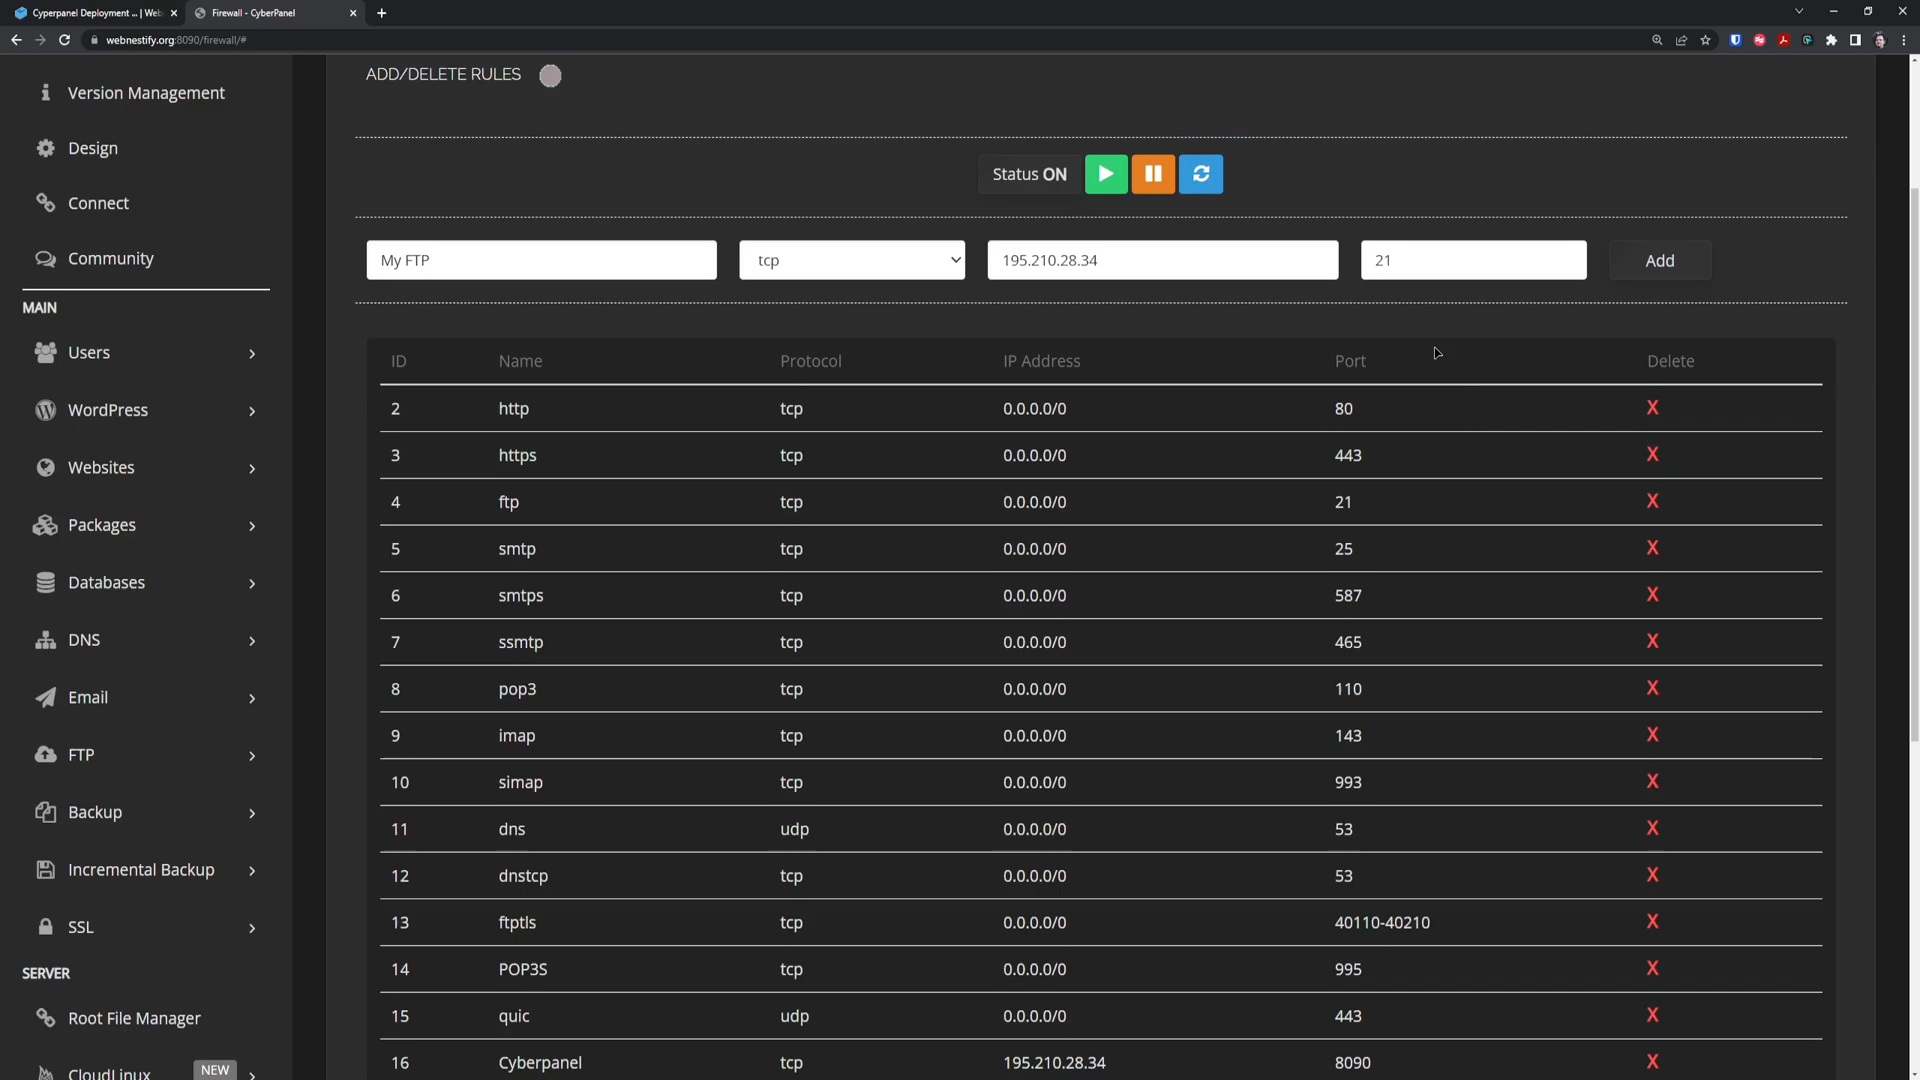 Cyperpanel Deployment ... | Web
Firewall - CyberPanel
webnestify.org:8090/firewall/#
Version Management
Design
Connect
Community
MAIN
Users
WordPress
Websites
Packages
Databases
DNS
Email
FTP
Backup
Incremental Backup
SSL
SERVER
Root File Manager
CloudLinux NEW
ADD/DELETE RULES
Status ON
My FTP tcp 195.210.28.34 21 Add
ID Name Protocol IP Address Port Delete
2 http tcp 0.0.0.0/0 80 X
3 https tcp 0.0.0.0/0 443 X
4 ftp tcp 0.0.0.0/0 21 X
5 smtp tcp 0.0.0.0/0 25 X
6 smtps tcp 0.0.0.0/0 587 X
7 ssmtp tcp 0.0.0.0/0 465 X
8 pop3 tcp 0.0.0.0/0 110 X
9 imap tcp 0.0.0.0/0 143 X
10 simap tcp 0.0.0.0/0 993 X
11 dns udp 0.0.0.0/0 53 X
12 dnstcp tcp 0.0.0.0/0 53 X
13 ftptls tcp 0.0.0.0/0 40110-40210 X
14 POP3S tcp 0.0.0.0/0 995 X
15 quic udp 0.0.0.0/0 443 X
16 Cyberpanel tcp 195.210.28.34 8090 X